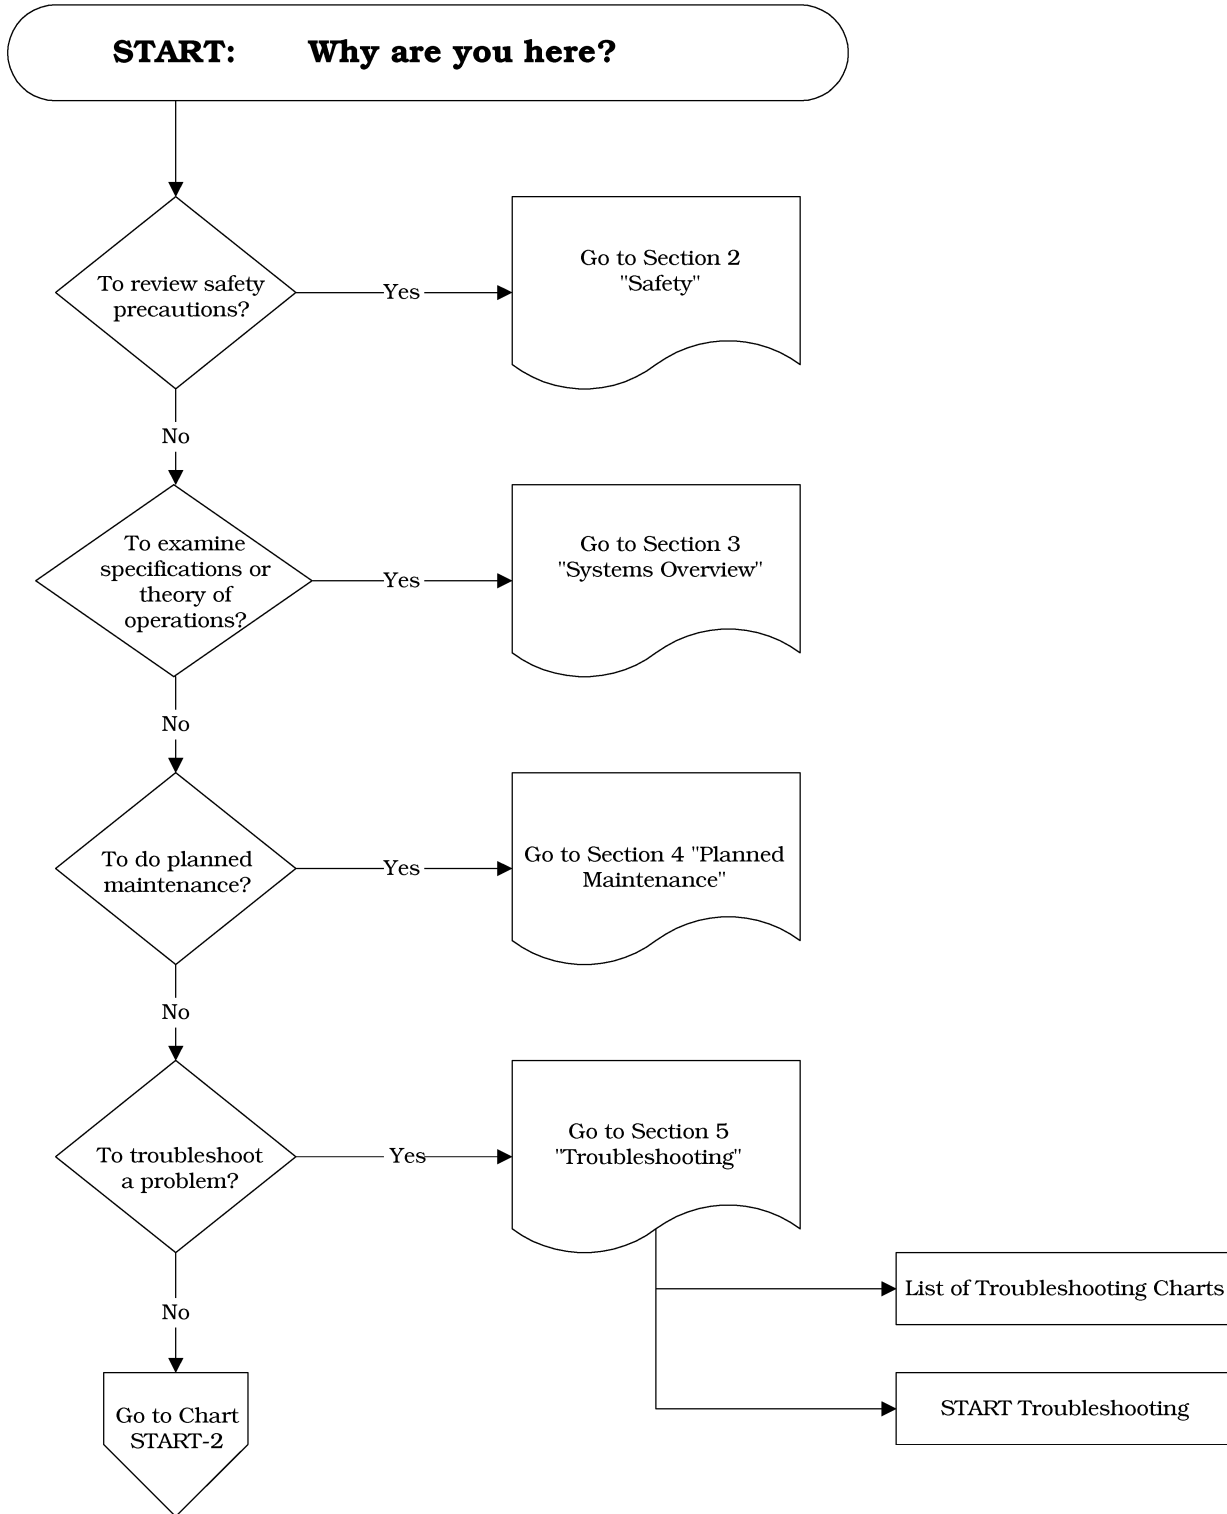 START: Why are you here?
To review safety
precautions?
Yes
Go to Section 2
"Safety"
No
To examine
specifications or
theory of
operations?
Yes
Go to Section 3
"Systems Overview"
No
To do planned
maintenance?
Yes
Go to Section 4 "Planned
Maintenance"
No
To troubleshoot
a problem?
Yes
Go to Section 5
"Troubleshooting"
List of Troubleshooting Charts
No
START Troubleshooting
Go to Chart
START-2